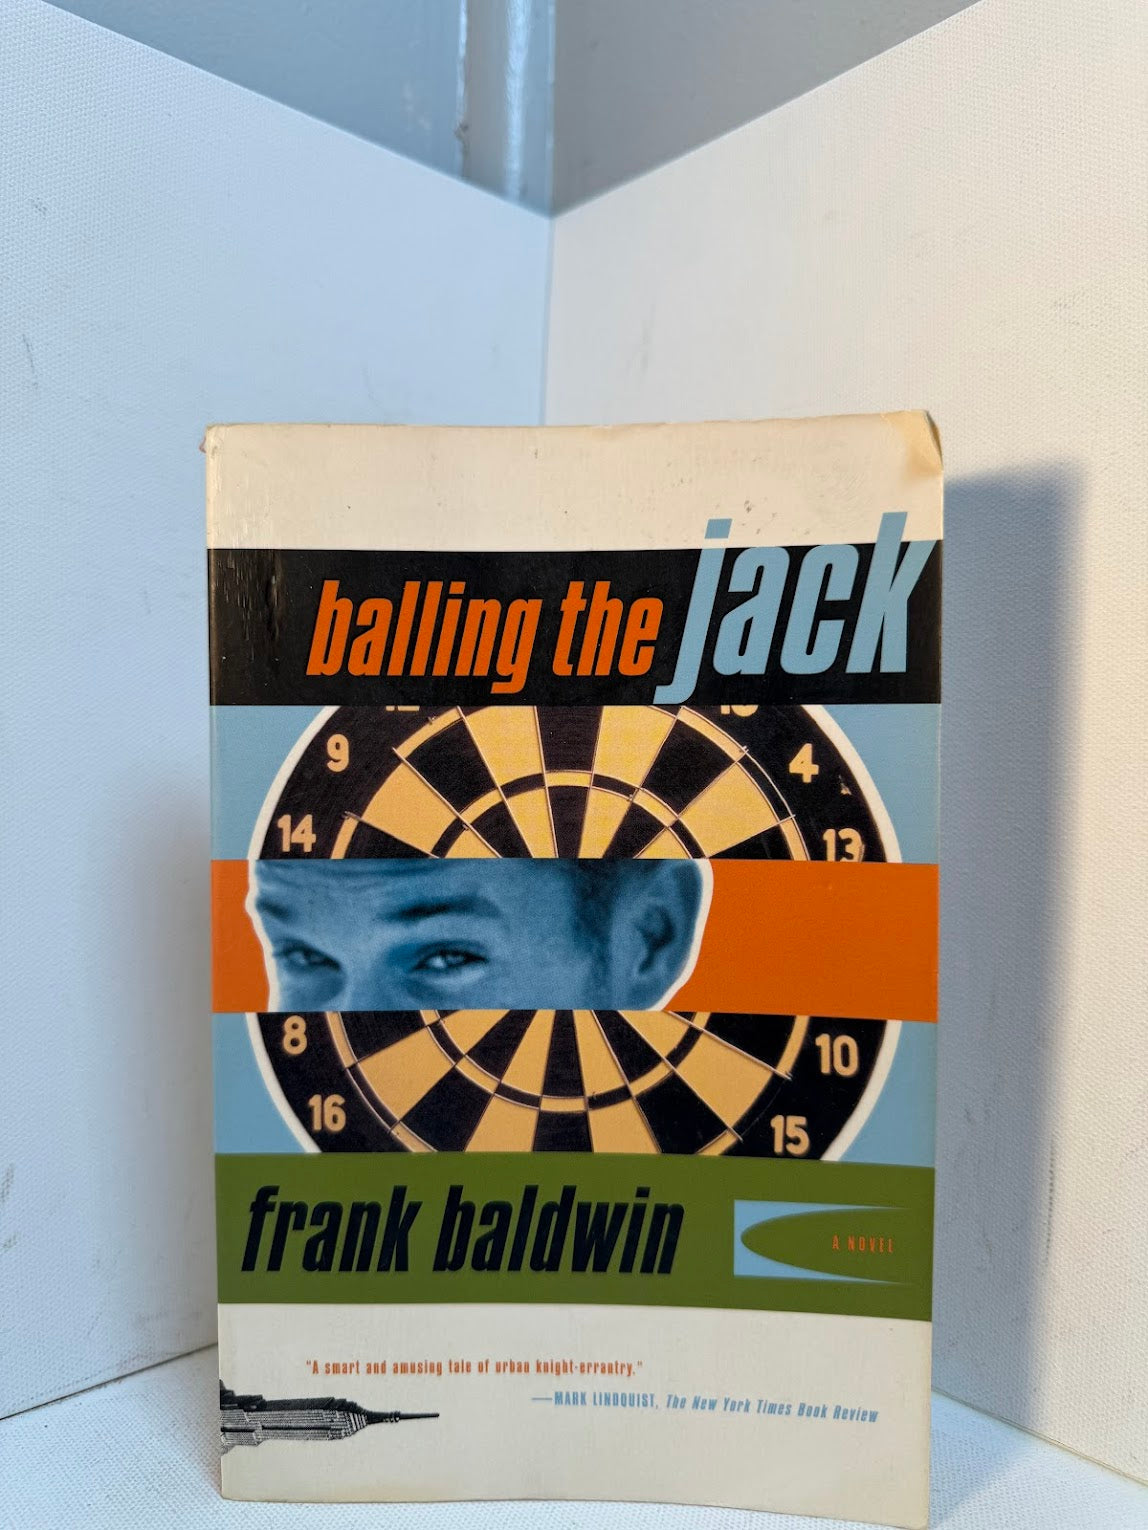 balling the jack
9
4
14
13
8
10
16
15
frank baldwin
A NOVEL
"A smart and amusing tale of urban knight-errantry."
—MARK LINDQUIST, The New York Times Book Review